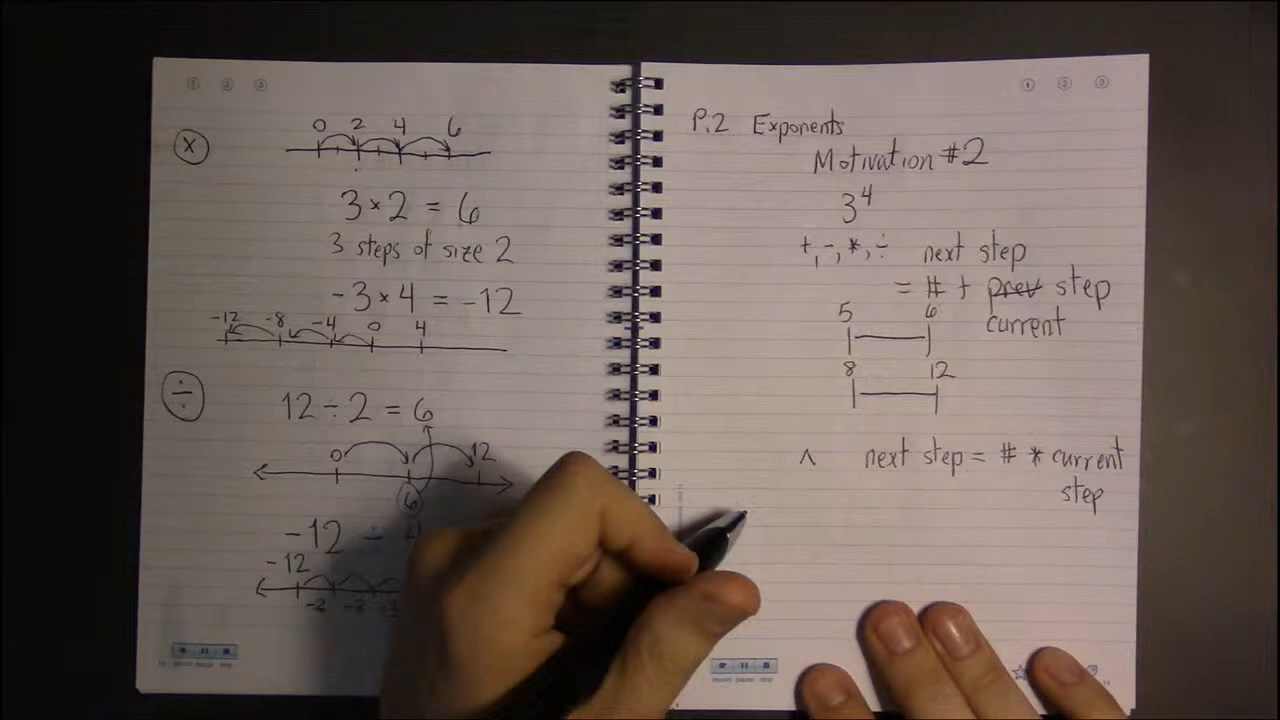 0 2 4 6
×
3 × 2 = 6
3 steps of size 2
-3 × 4 = -12
-12 -8 -4 0 4
÷
12 ÷ 2 = 6
0 12
6
-12 ÷
-12
-2
P.2 Exponents
Motivation #2
3⁴
+, -, *, ÷ next step
= # + prev step
current
5 6
8 12
^ next step = # * current
step